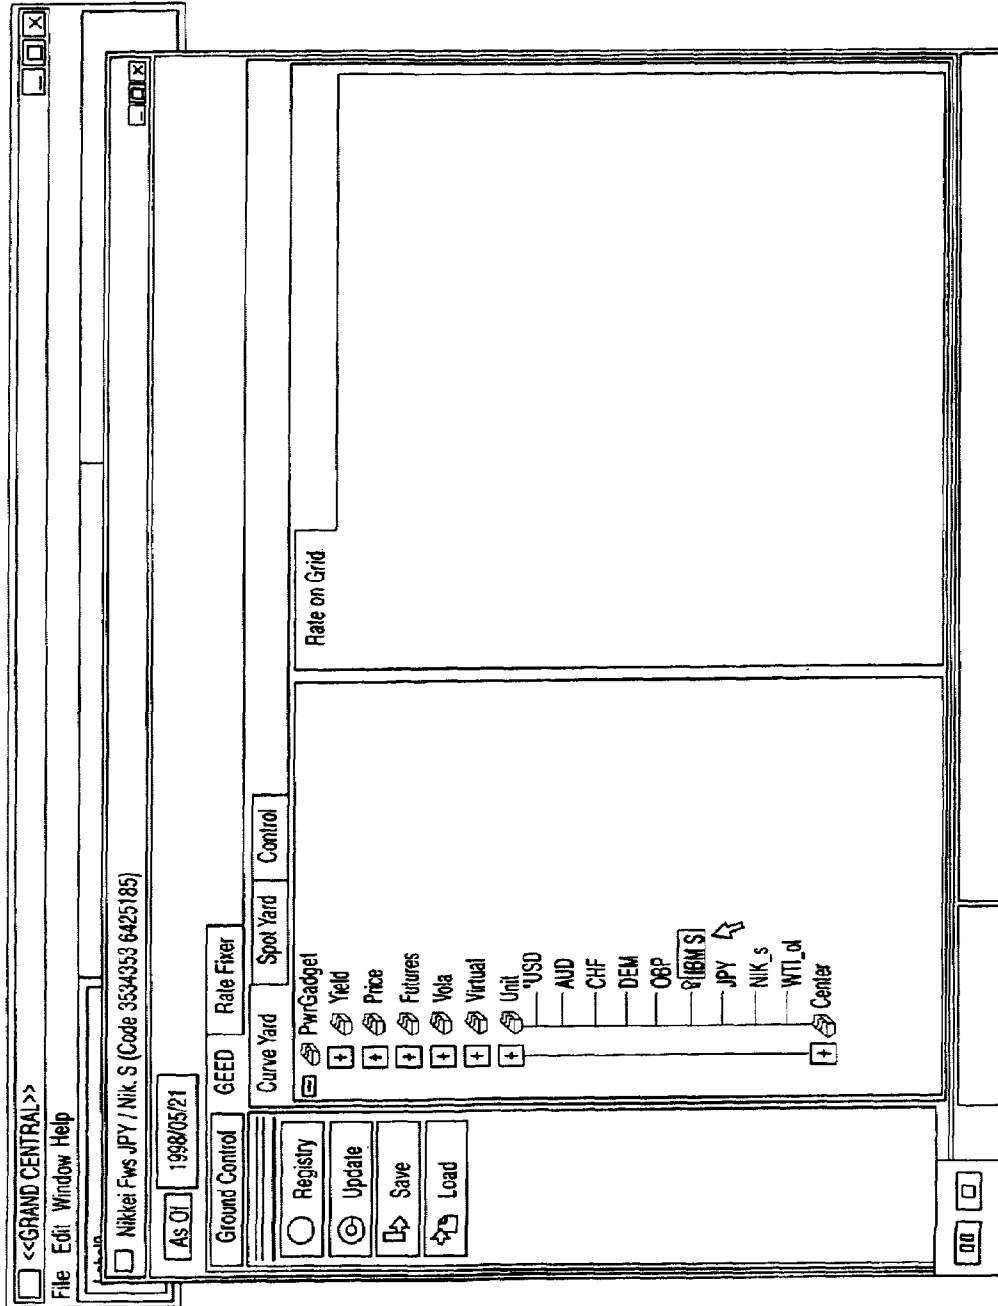 <<GRAND CENTRAL>>
File Edit Window Help
Nikkei Fws JPY / Nik. S (Code 3534353 6425185)
As Of 1998/05/21
Ground Control GEED Rate Fixer
Curve Yard Spot Yard Control
Registry
Update
Save
Load
PwrGadget
Yield
Price
Futures
Vola
Virtual
Unit
*USD
AUD
CHF
DEM
OBP
IBM S
JPY
NIK_s
WTI_ol
Center
Rate on Grid